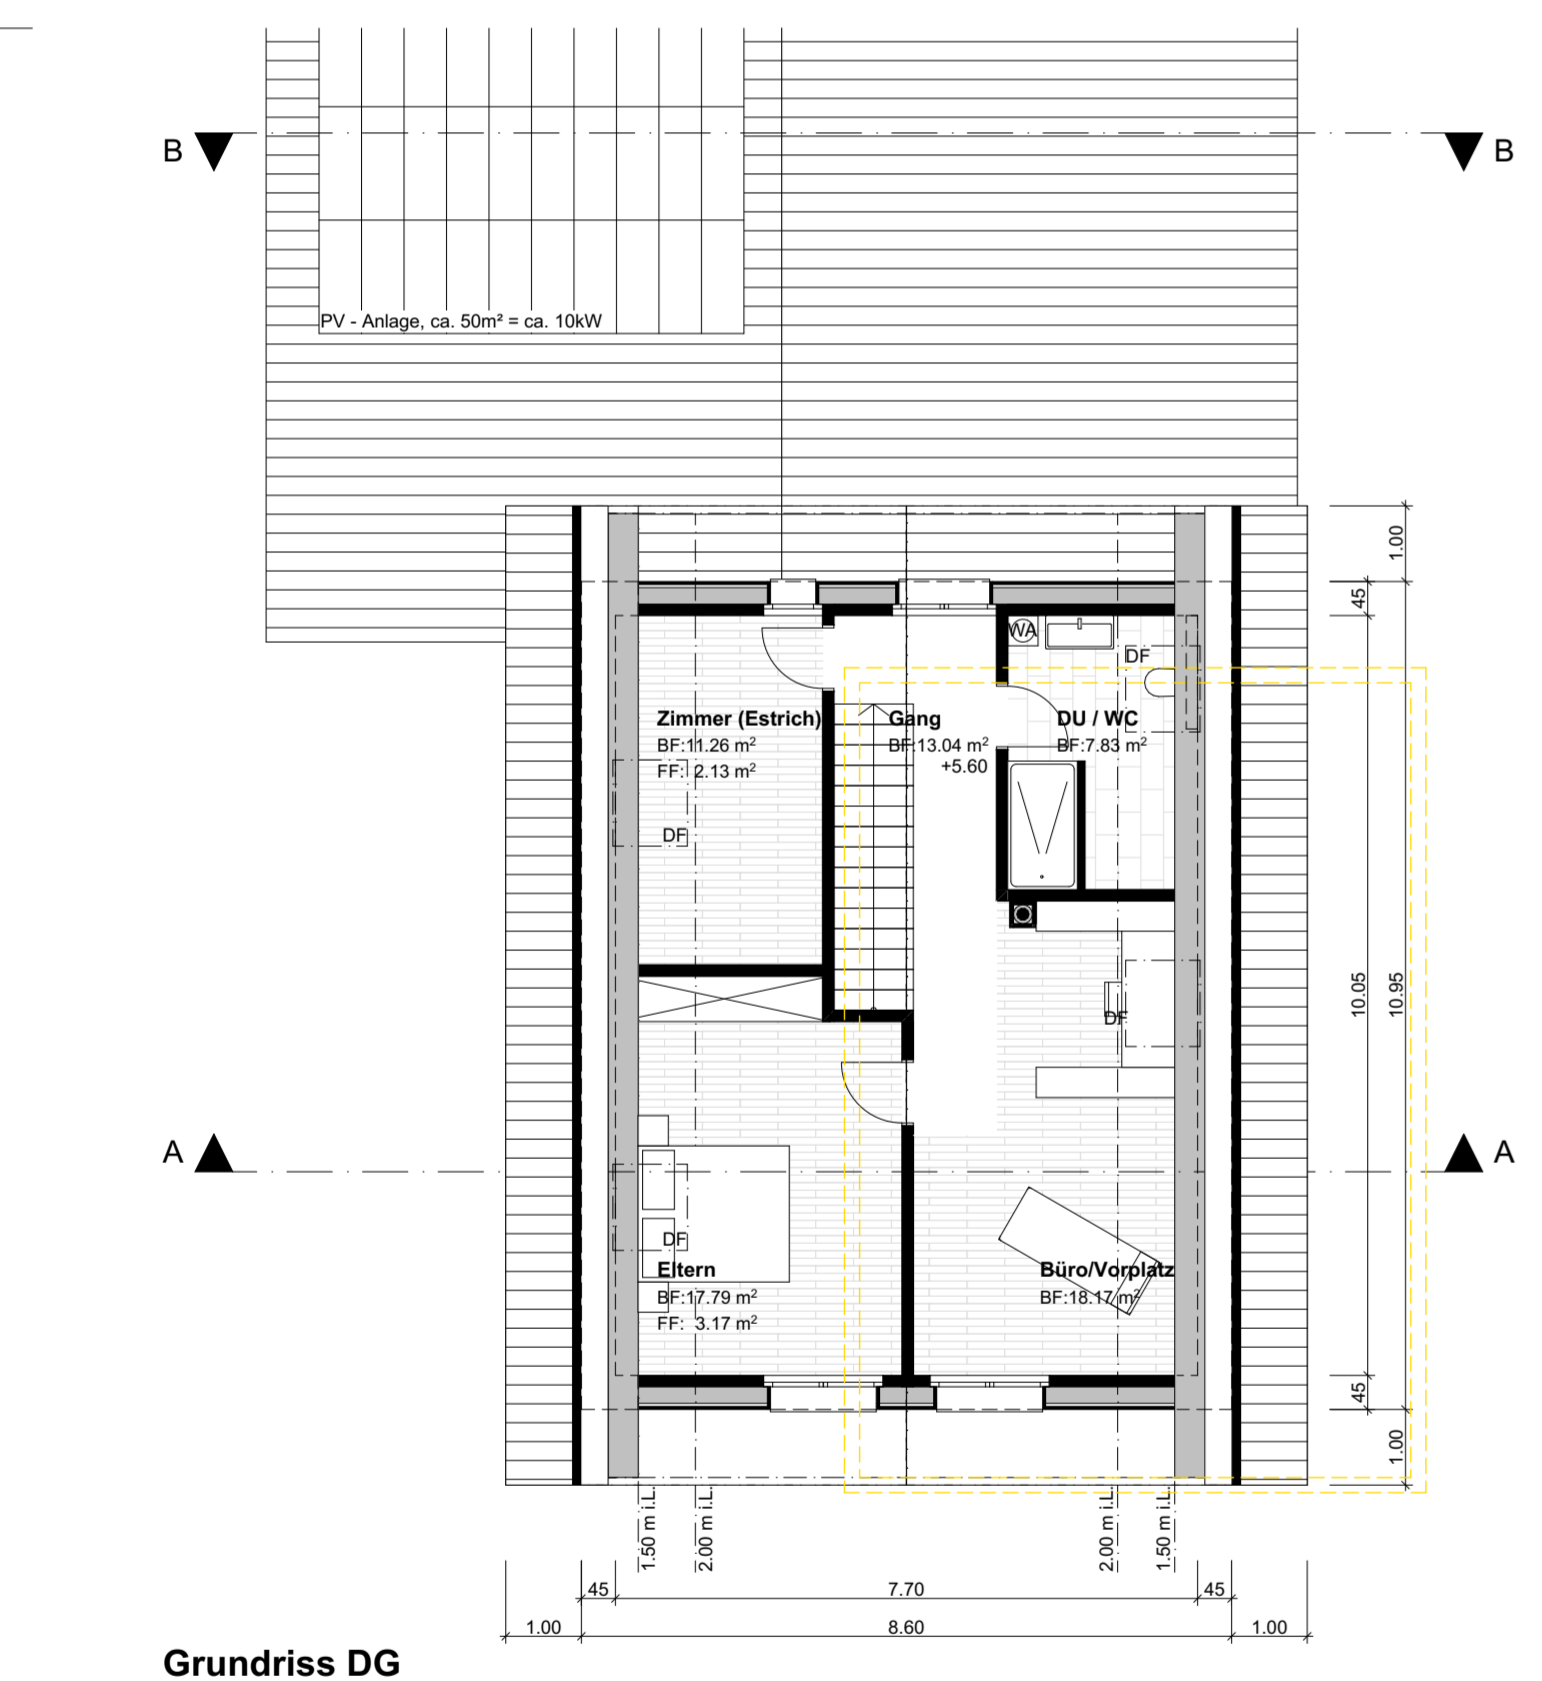 B
B
PV - Anlage, ca. 50m² = ca. 10kW
1.00
45
WA
DF
Zimmer (Estrich)
BF:11.26 m²
FF: 2.13 m²
DF
Gang
BF:13.04 m²
+5.60
DU / WC
BF:7.83 m²
10.05
10.95
DF
A
A
DF
Eltern
BF:17.79 m²
FF: 3.17 m²
Büro/Vorplatz
BF:18.17 m²
45
1.00
1.50 m i.L.
2.00 m i.L.
2.00 m i.L.
1.50 m i.L.
45
7.70
45
1.00
8.60
1.00
Grundriss DG